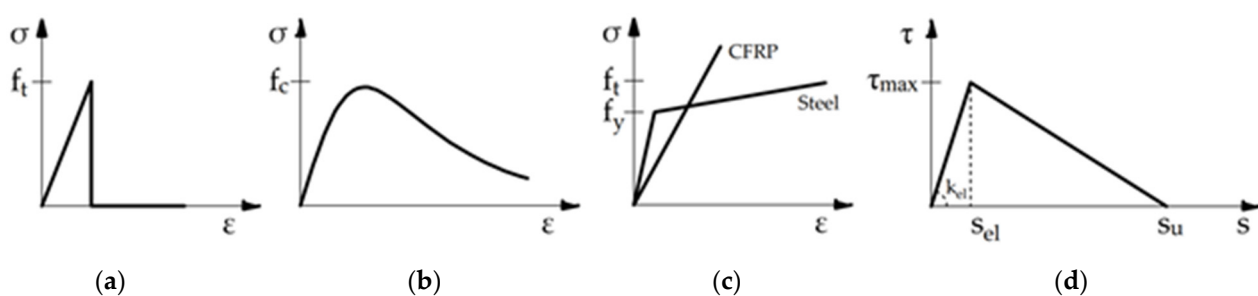 σ
f_t
ε
(a)
σ
f_c
ε
(b)
σ
CFRP
f_t
f_y
Steel
ε
(c)
τ
τ_max
k_el
s_el
s_u
s
(d)